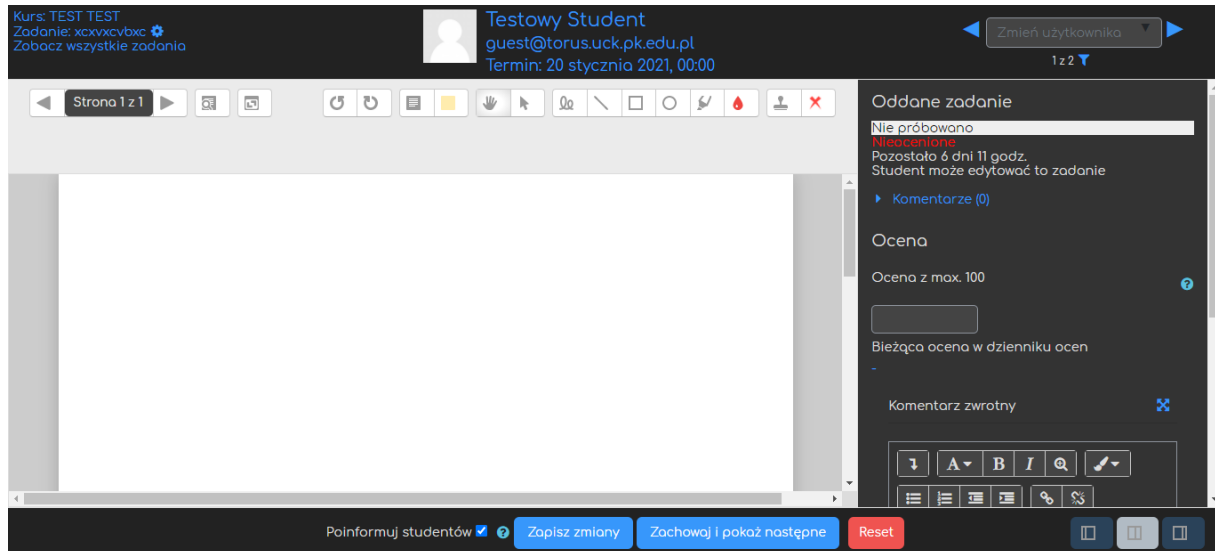 Kurs: TEST TEST
Zadanie: xcxvxcvbxc
Zobacz wszystkie zadania
Testowy Student
guest@torus.uck.pk.edu.pl
Termin: 20 stycznia 2021, 00:00
Zmień użytkownika
1 z 2
Strona 1 z 1
Oddane zadanie
Nie próbowano
Nieocenione
Pozostało 6 dni 11 godz.
Student może edytować to zadanie
Komentarze (0)
Ocena
Ocena z max. 100
Bieżąca ocena w dzienniku ocen
-
Komentarz zwrotny
A B I
Poinformuj studentów
Zapisz zmiany
Zachowaj i pokaż następne
Reset